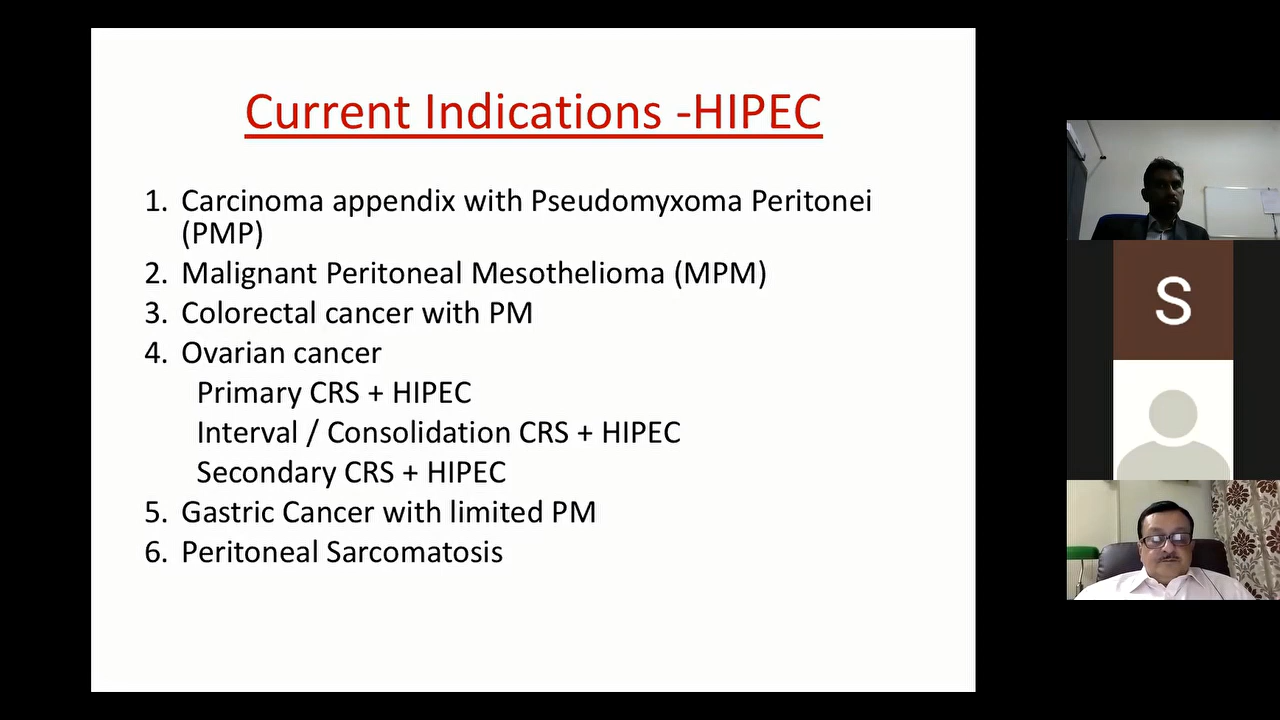 Current Indications -HIPEC
1. Carcinoma appendix with Pseudomyxoma Peritonei
(PMP)
2. Malignant Peritoneal Mesothelioma (MPM)
3. Colorectal cancer with PM
4. Ovarian cancer
Primary CRS + HIPEC
Interval / Consolidation CRS + HIPEC
Secondary CRS + HIPEC
5. Gastric Cancer with limited PM
6. Peritoneal Sarcomatosis
S